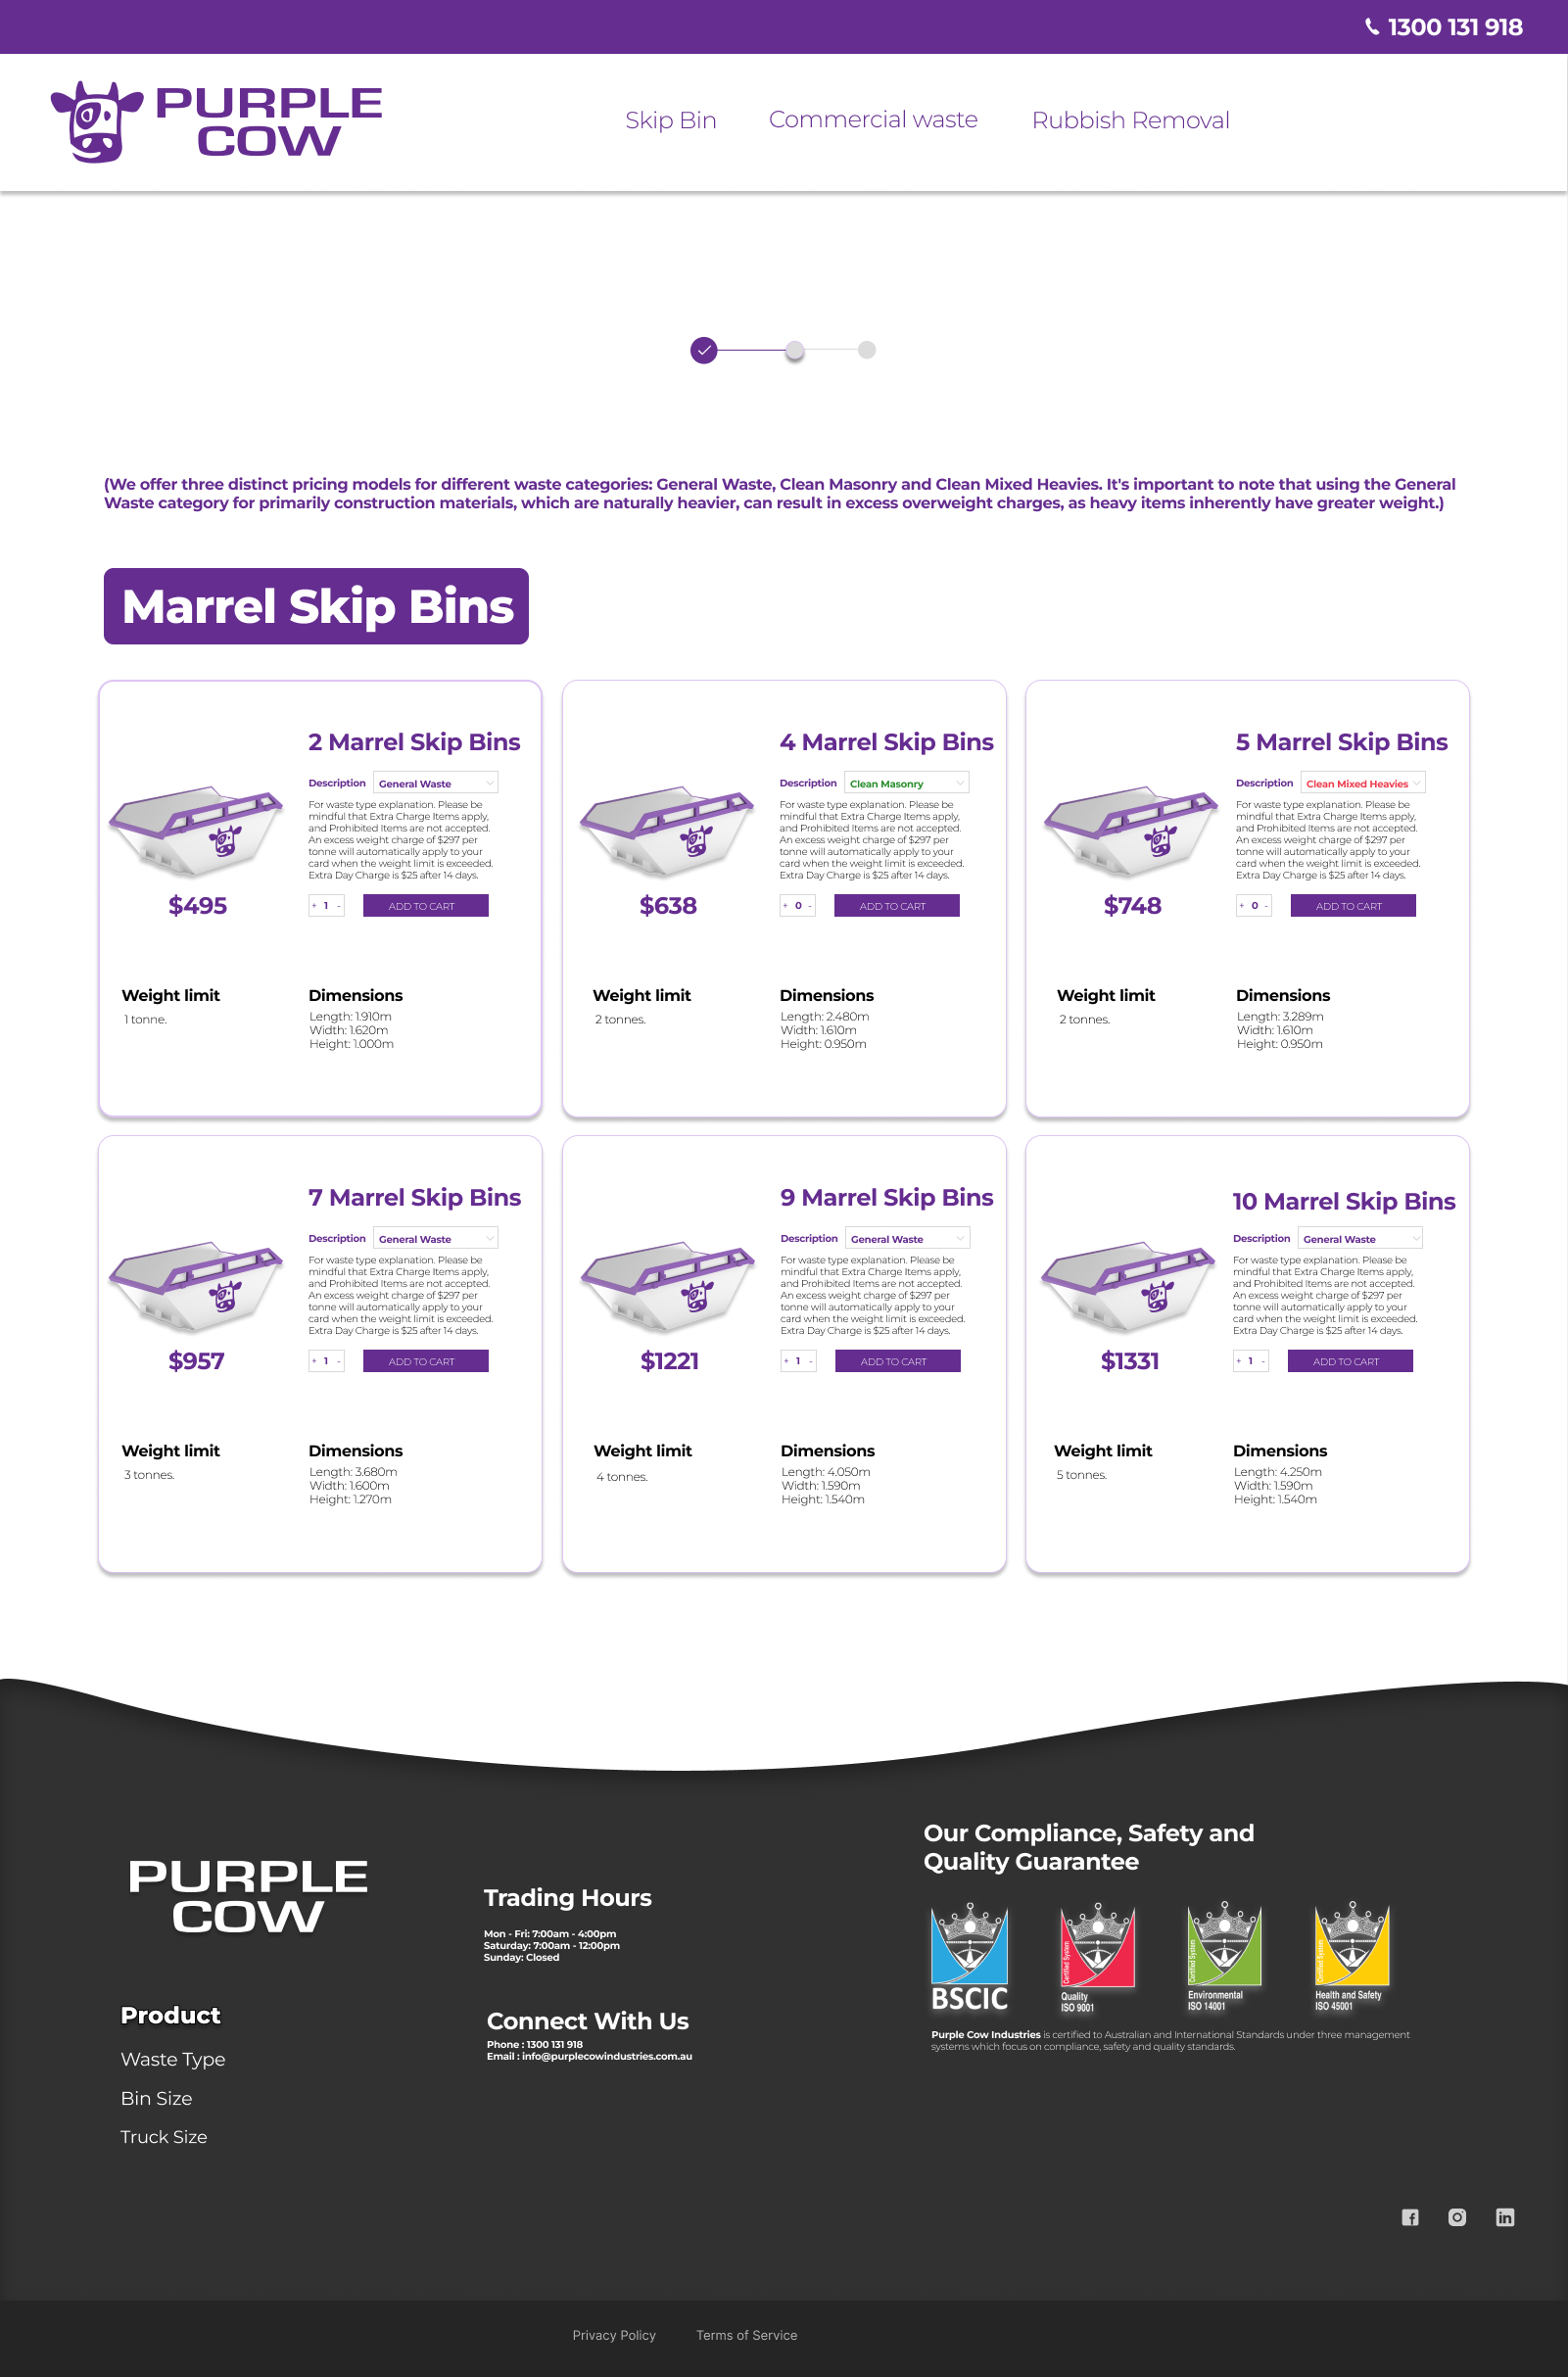 1300 131 918
PURPLE
COW
Skip Bin
Commercial waste
Rubbish Removal
(We offer three distinct pricing models for different waste categories: General Waste, Clean Masonry and Clean Mixed Heavies. It's important to note that using the General
Waste category for primarily construction materials, which are naturally heavier, can result in excess overweight charges, as heavy items inherently have greater weight.)
Marrel Skip Bins
2 Marrel Skip Bins
Description General Waste
For waste type explanation. Please be
mindful that Extra Charge Items apply,
and Prohibited Items are not accepted.
An excess weight charge of $297 per
tonne will automatically apply to your
card when the weight limit is exceeded.
Extra Day Charge is $25 after 14 days.
$495
+ 1 -
ADD TO CART
Weight limit
1 tonne.
Dimensions
Length: 1.910m
Width: 1.620m
Height: 1.000m
4 Marrel Skip Bins
Description Clean Masonry
For waste type explanation. Please be
mindful that Extra Charge Items apply,
and Prohibited Items are not accepted.
An excess weight charge of $297 per
tonne will automatically apply to your
card when the weight limit is exceeded.
Extra Day Charge is $25 after 14 days.
$638
+ 0 -
ADD TO CART
Weight limit
2 tonnes.
Dimensions
Length: 2.480m
Width: 1.610m
Height: 0.950m
5 Marrel Skip Bins
Description Clean Mixed Heavies
For waste type explanation. Please be
mindful that Extra Charge Items apply,
and Prohibited Items are not accepted.
An excess weight charge of $297 per
tonne will automatically apply to your
card when the weight limit is exceeded.
Extra Day Charge is $25 after 14 days.
$748
+ 0 -
ADD TO CART
Weight limit
2 tonnes.
Dimensions
Length: 3.289m
Width: 1.610m
Height: 0.950m
7 Marrel Skip Bins
Description General Waste
For waste type explanation. Please be
mindful that Extra Charge Items apply,
and Prohibited Items are not accepted.
An excess weight charge of $297 per
tonne will automatically apply to your
card when the weight limit is exceeded.
Extra Day Charge is $25 after 14 days.
$957
+ 1 -
ADD TO CART
Weight limit
3 tonnes.
Dimensions
Length: 3.680m
Width: 1.600m
Height: 1.270m
9 Marrel Skip Bins
Description General Waste
For waste type explanation. Please be
mindful that Extra Charge Items apply,
and Prohibited Items are not accepted.
An excess weight charge of $297 per
tonne will automatically apply to your
card when the weight limit is exceeded.
Extra Day Charge is $25 after 14 days.
$1221
+ 1 -
ADD TO CART
Weight limit
4 tonnes.
Dimensions
Length: 4.050m
Width: 1.590m
Height: 1.540m
10 Marrel Skip Bins
Description General Waste
For waste type explanation. Please be
mindful that Extra Charge Items apply,
and Prohibited Items are not accepted.
An excess weight charge of $297 per
tonne will automatically apply to your
card when the weight limit is exceeded.
Extra Day Charge is $25 after 14 days.
$1331
+ 1 -
ADD TO CART
Weight limit
5 tonnes.
Dimensions
Length: 4.250m
Width: 1.590m
Height: 1.540m
PURPLE
COW
Product
Waste Type
Bin Size
Truck Size
Trading Hours
Mon - Fri: 7:00am - 4:00pm
Saturday: 7:00am - 12:00pm
Sunday: Closed
Connect With Us
Phone : 1300 131 918
Email : info@purplecowindustries.com.au
Our Compliance, Safety and
Quality Guarantee
BSCIC
Certified System
Quality
ISO 9001
Certified System
Environmental
ISO 14001
Certified System
Health and Safety
ISO 45001
Purple Cow Industries is certified to Australian and International Standards under three management
systems which focus on compliance, safety and quality standards.
Privacy Policy
Terms of Service